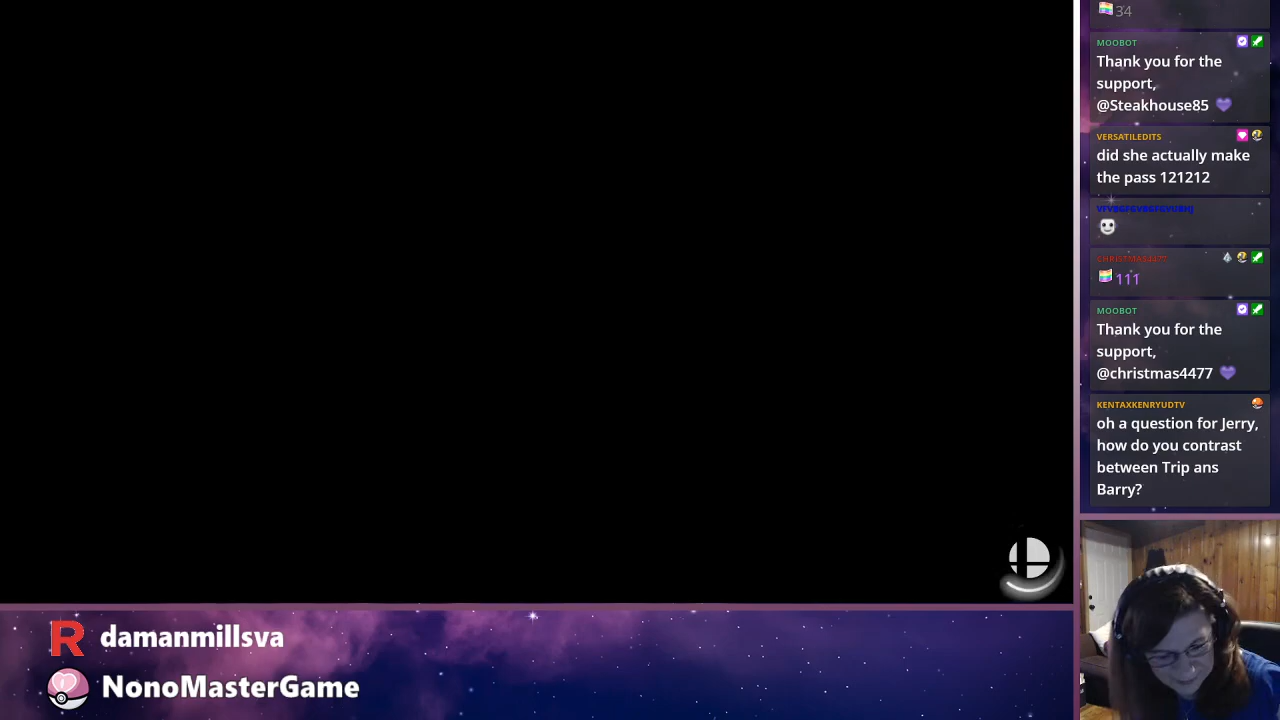 34
MOOBOT
Thank you for the
support,
@Steakhouse85
VERSATILEDITS
did she actually make
the pass 121212
CHRISTMAS4477
111
MOOBOT
Thank you for the
support,
@christmas4477
KENTAXKENRYUDTV
oh a question for Jerry,
how do you contrast
between Trip ans
Barry?
R damanmillsva
NonoMasterGame